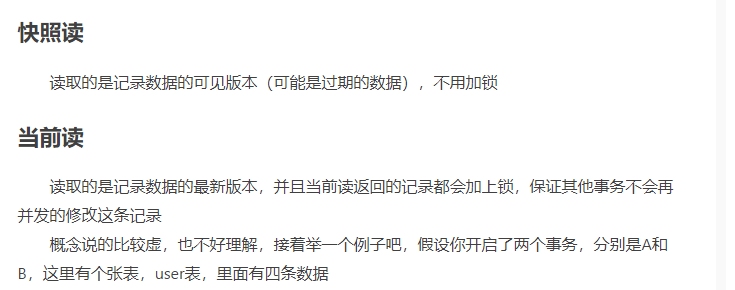 快照读
读取的是记录数据的可见版本（可能是过期的数据），不用加锁
当前读
读取的是记录数据的最新版本，并且当前读返回的记录都会加上锁，保证其他事务不会再
并发的修改这条记录
概念说的比较虚，也不好理解，接着举一个例子吧，假设你开启了两个事务，分别是A和
B，这里有个张表，user表，里面有四条数据